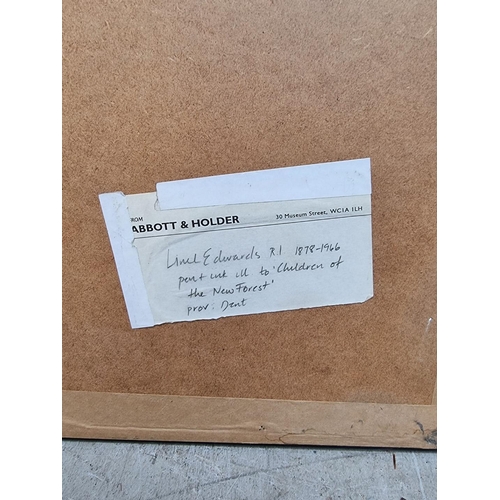 ROM
ABBOTT & HOLDER
30 Museum Street, WC1A 1LH
Lionel Edwards R.I 1878-1966
pen + ink ill to 'Children of
the New Forest'
prov: Dent